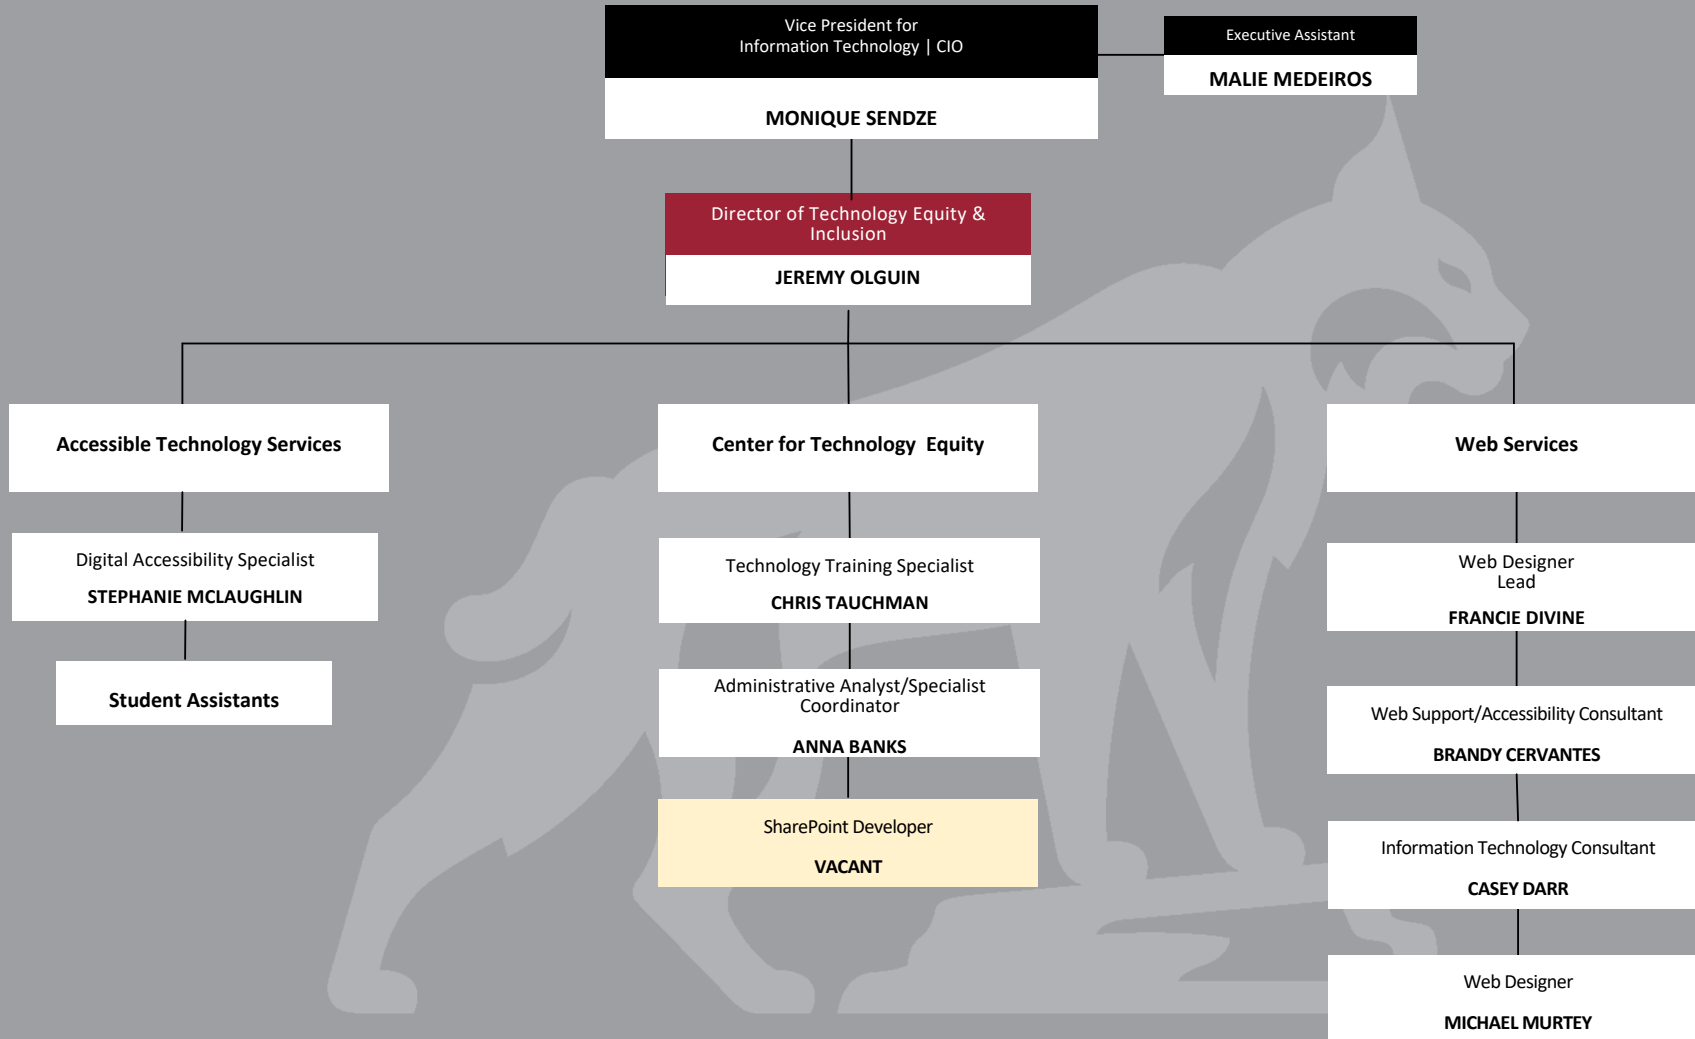 Vice President for
Information Technology | CIO
MONIQUE SENDZE
Executive Assistant
MALIE MEDEIROS
Director of Technology Equity &
Inclusion
JEREMY OLGUIN
Accessible Technology Services
Digital Accessibility Specialist
STEPHANIE MCLAUGHLIN
Student Assistants
Center for Technology Equity
Technology Training Specialist
CHRIS TAUCHMAN
Administrative Analyst/Specialist
Coordinator
ANNA BANKS
SharePoint Developer
VACANT
Web Services
Web Designer
Lead
FRANCIE DIVINE
Web Support/Accessibility Consultant
BRANDY CERVANTES
Information Technology Consultant
CASEY DARR
Web Designer
MICHAEL MURTEY